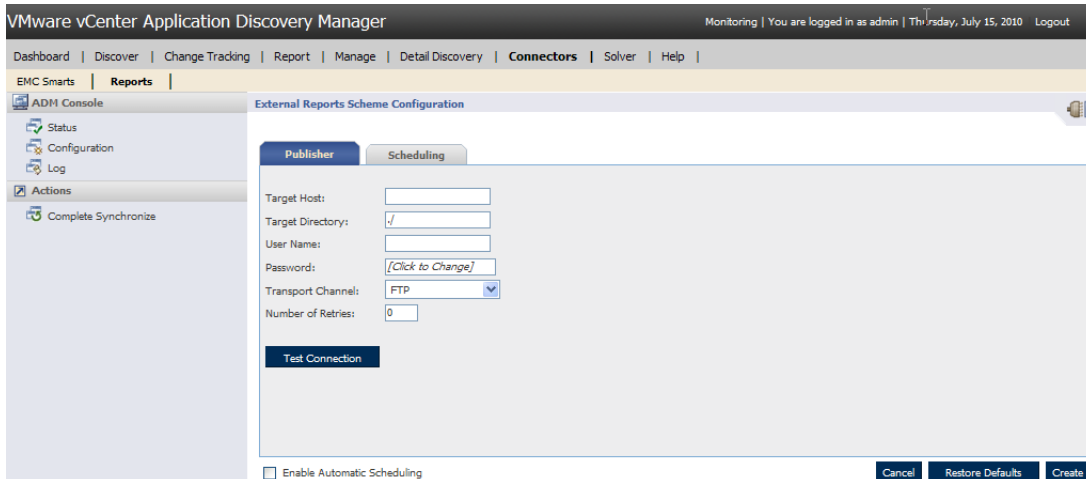 VMware vCenter Application Discovery Manager
Monitoring | You are logged in as admin | Thursday, July 15, 2010 Logout
Dashboard | Discover | Change Tracking | Report | Manage | Detail Discovery | Connectors | Solver | Help |
EMC Smarts | Reports |
ADM Console
Status
Configuration
Log
Actions
Complete Synchronize
External Reports Scheme Configuration
Publisher
Scheduling
Target Host:
Target Directory: ./
User Name:
Password: [Click to Change]
Transport Channel: FTP
Number of Retries: 0
Test Connection
Enable Automatic Scheduling
Cancel
Restore Defaults
Create